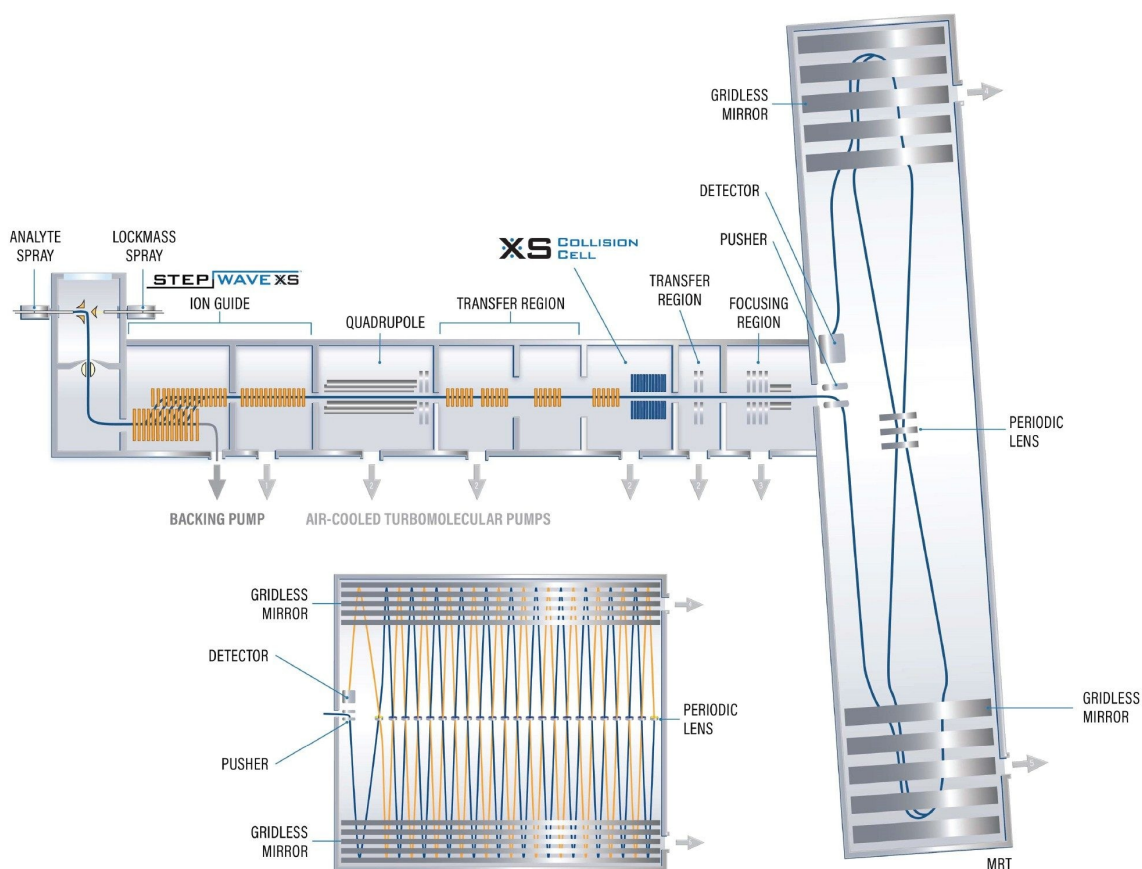 GRIDLESS
MIRROR
DETECTOR
PUSHER
ANALYTE
SPRAY
LOCKMASS
SPRAY
STEPWAVE XS
ION GUIDE
QUADRUPOLE
TRANSFER REGION
XS COLLISION
CELL
TRANSFER
REGION
FOCUSING
REGION
PERIODIC
LENS
BACKING PUMP
AIR-COOLED TURBOMOLECULAR PUMPS
GRIDLESS
MIRROR
DETECTOR
PUSHER
GRIDLESS
MIRROR
PERIODIC
LENS
GRIDLESS
MIRROR
MRT